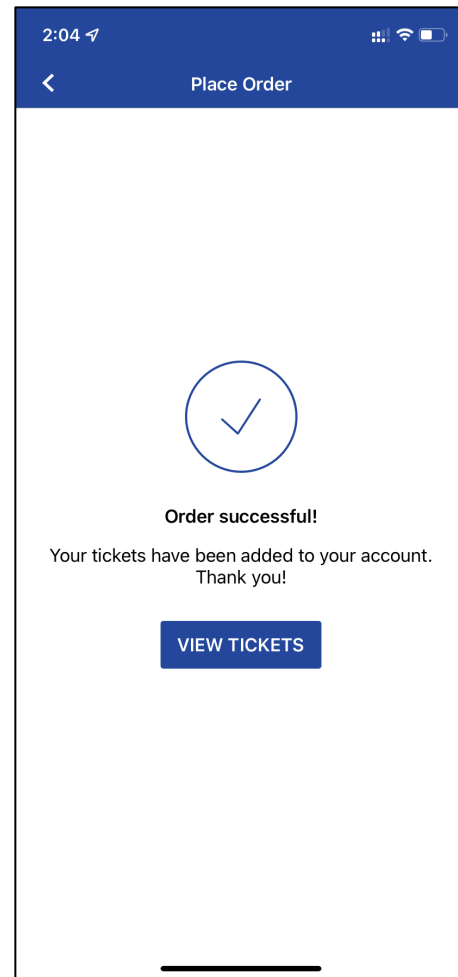 2:04
Place Order
Order successful!
Your tickets have been added to your account.
Thank you!
VIEW TICKETS